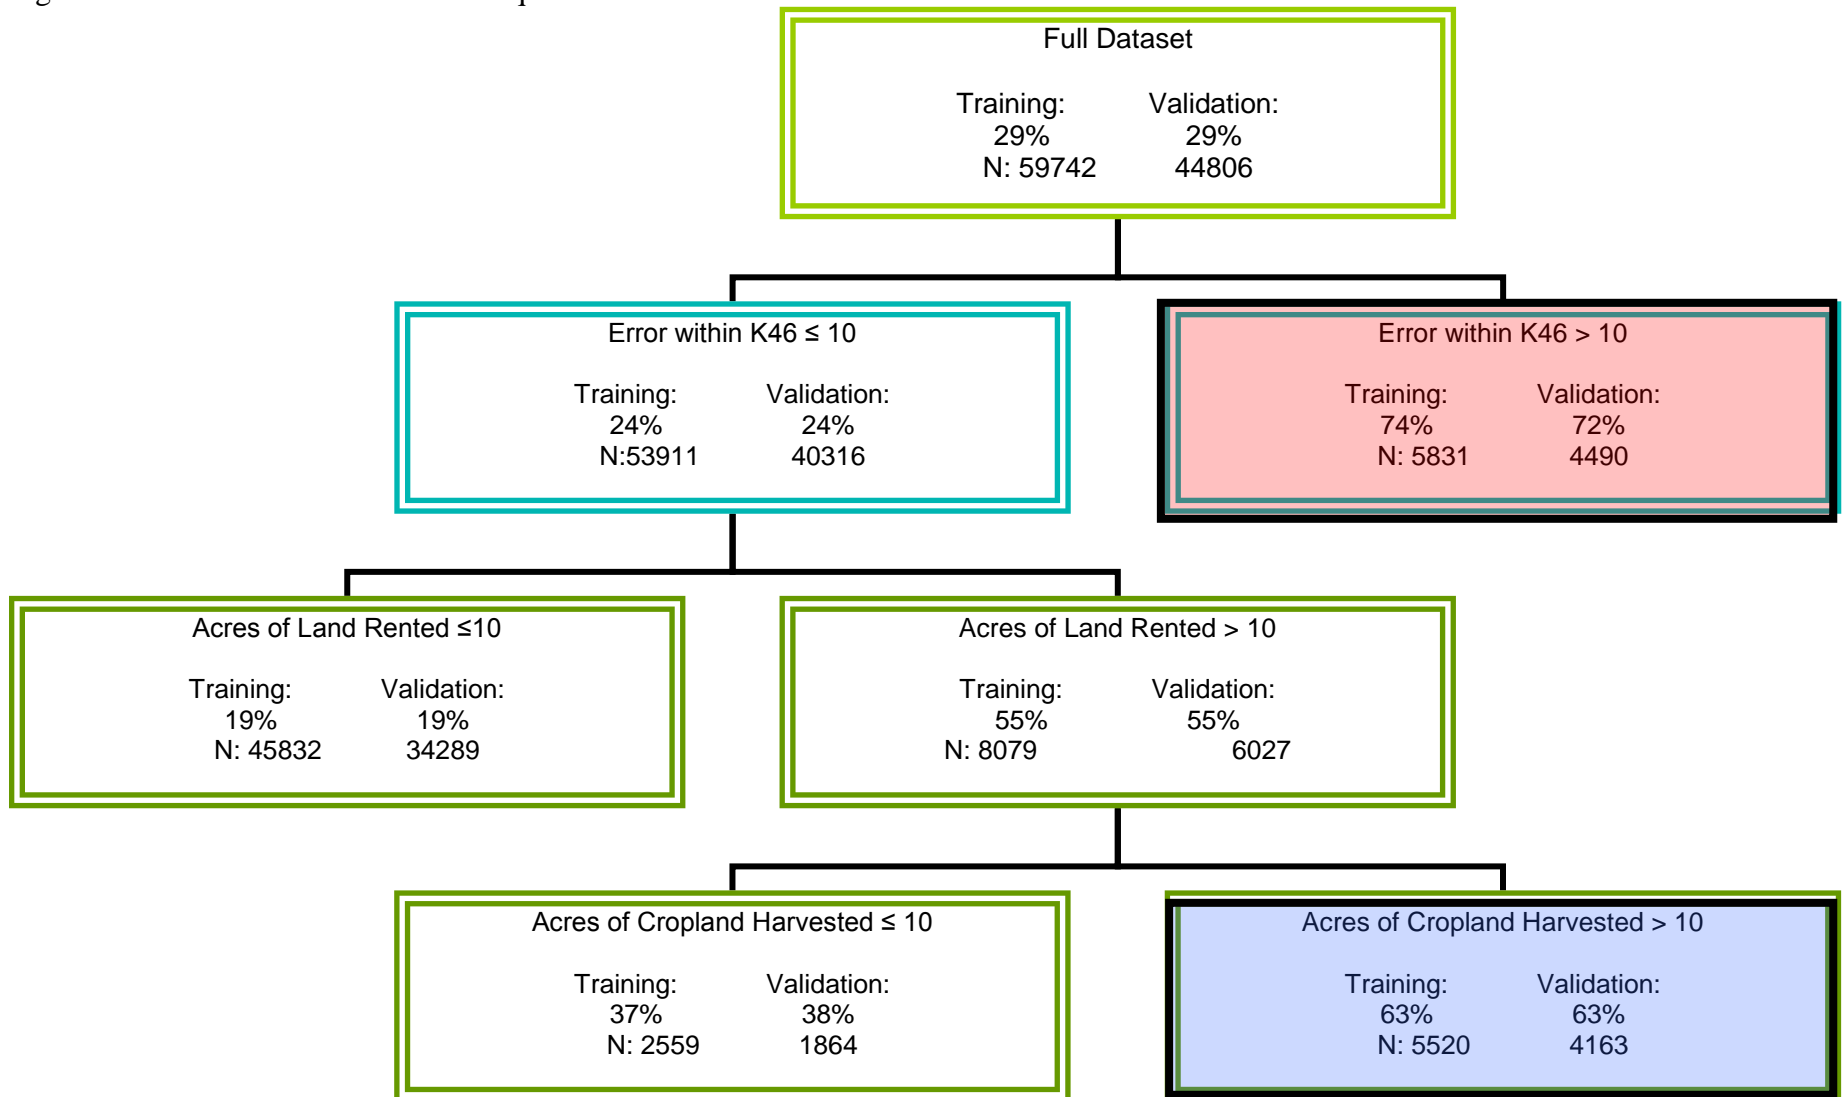 Full Dataset
Training: Validation:
29% 29%
N: 59742 44806
Error within K46 ≤ 10
Training: Validation:
24% 24%
N:53911 40316
Error within K46 > 10
Training: Validation:
74% 72%
N: 5831 4490
Acres of Land Rented ≤10
Training: Validation:
19% 19%
N: 45832 34289
Acres of Land Rented > 10
Training: Validation:
55% 55%
N: 8079 6027
Acres of Cropland Harvested ≤ 10
Training: Validation:
37% 38%
N: 2559 1864
Acres of Cropland Harvested > 10
Training: Validation:
63% 63%
N: 5520 4163